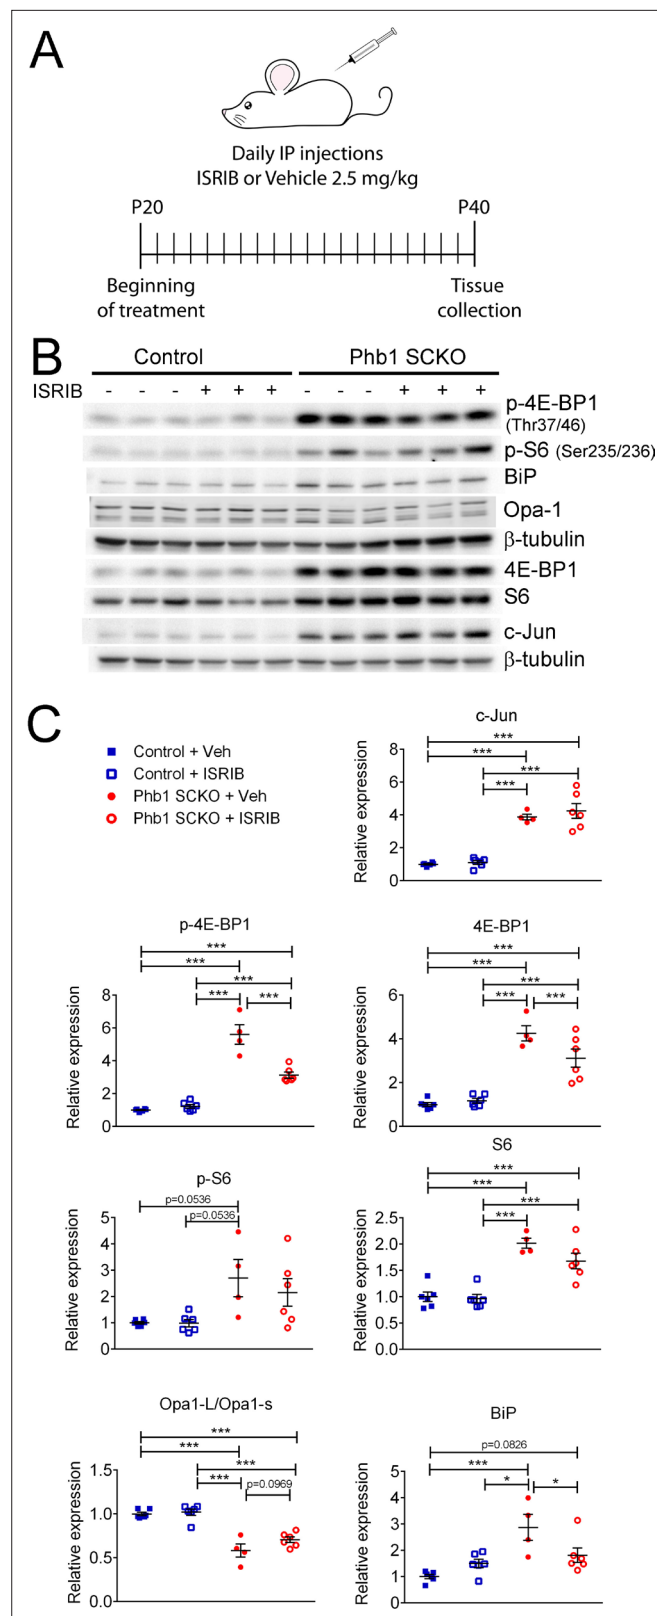 A
Daily IP injections
ISRIB or Vehicle 2.5 mg/kg
P20 P40
Beginning of treatment
Tissue collection
B
Control Phb1 SCKO
ISRIB - - - + + + - - - + + +
p-4E-BP1
(Thr37/46)
p-S6 (Ser235/236)
BiP
Opa-1
β-tubulin
4E-BP1
S6
c-Jun
β-tubulin
C
Control + Veh
Control + ISRIB
Phb1 SCKO + Veh
Phb1 SCKO + ISRIB
c-Jun
Relative expression
8
6
4
2
0
***
***
***
***
p-4E-BP1
Relative expression
8
6
4
2
0
***
***
***
***
***
4E-BP1
Relative expression
6
4
2
0
***
***
***
***
***
p-S6
Relative expression
5
4
3
2
1
0
p=0.0536
p=0.0536
S6
Relative expression
2.5
2.0
1.5
1.0
0.5
0.0
***
***
***
***
Opa1-L/Opa1-s
Relative expression
1.5
1.0
0.5
0.0
***
***
***
***
p=0.0969
BiP
Relative expression
5
4
3
2
1
0
p=0.0826
***
*
*